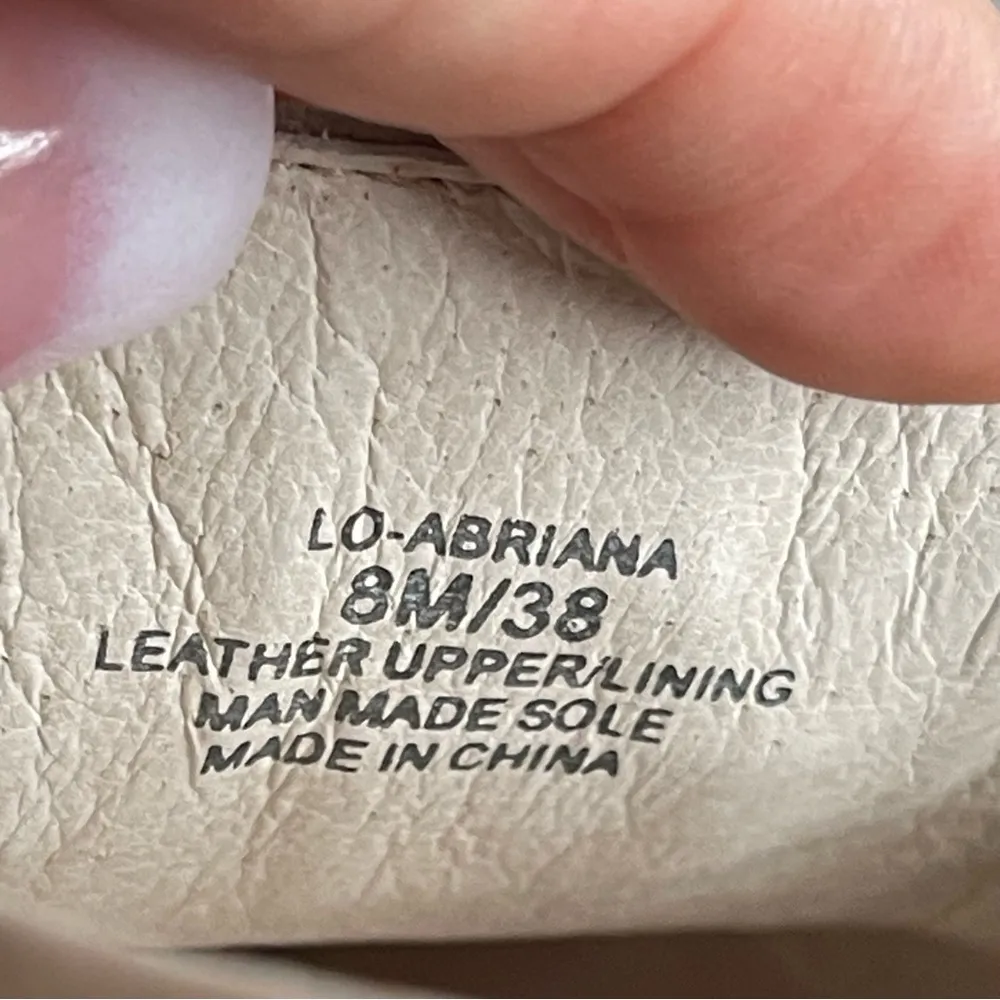 LO-ABRIANA
8M/38
LEATHER UPPER/LINING
MAN MADE SOLE
MADE IN CHINA